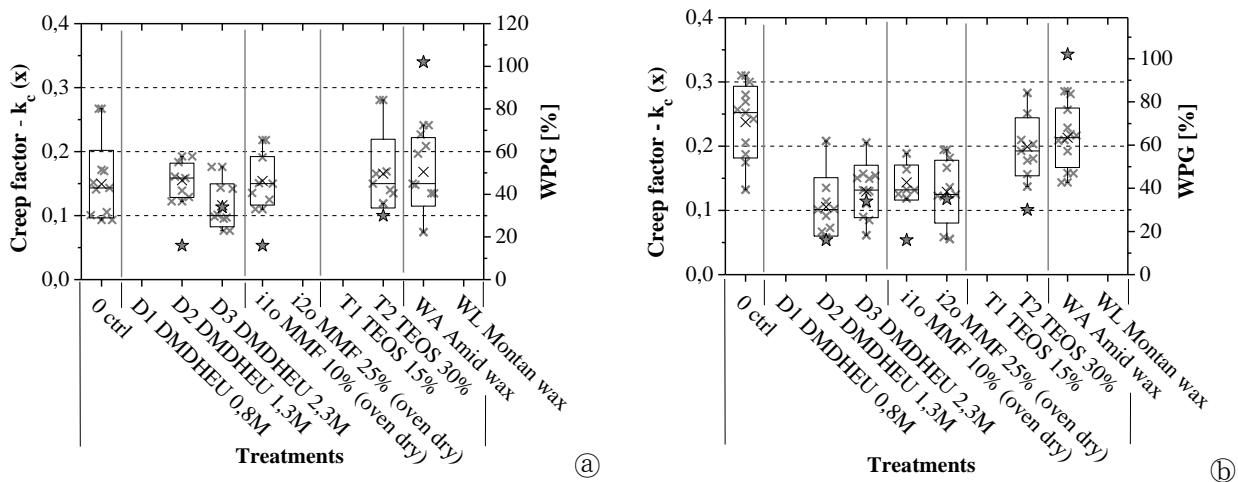 0,4
0,3
0,2
0,1
0,0
Creep factor - k_c (x)
120
100
80
60
40
20
0
WPG [%]
0 ctrl
D1 DMDHEU 0,8M
D2 DMDHEU 1,3M
D3 DMDHEU 2,3M
i1o MMF 10% (oven dry)
i2o MMF 25% (oven dry)
T1 TEOS 15%
T2 TEOS 30%
WA Amid wax
WL Montan wax
Treatments
ⓐ
0,4
0,3
0,2
0,1
0,0
Creep factor - k_c (x)
100
80
60
40
20
0
WPG [%]
0 ctrl
D1 DMDHEU 0,8M
D2 DMDHEU 1,3M
D3 DMDHEU 2,3M
i1o MMF 10% (oven dry)
i2o MMF 25% (oven dry)
T1 TEOS 15%
T2 TEOS 30%
WA Amid wax
WL Montan wax
Treatments
ⓑ